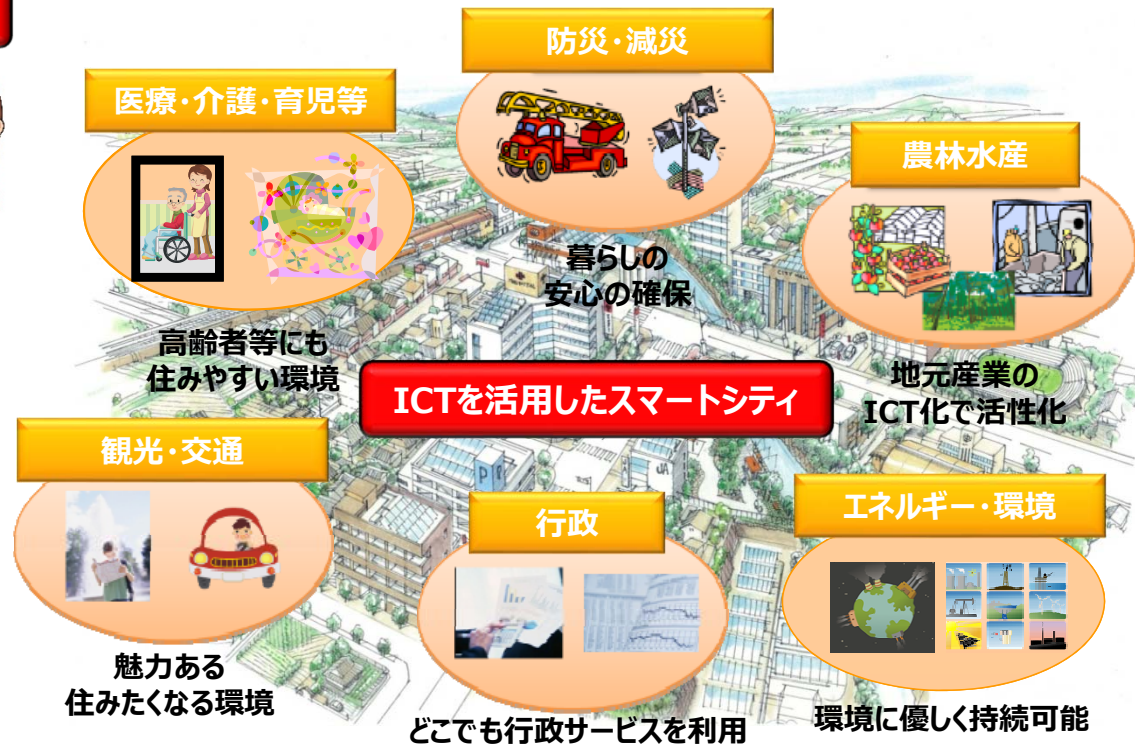 防災・減災
医療・介護・育児等
農林水産
暮らしの
安心の確保
高齢者等にも
住みやすい環境
ICTを活用したスマートシティ
地元産業の
ICT化で活性化
観光・交通
行政
エネルギー・環境
魅力ある
住みたくなる環境
どこでも行政サービスを利用
環境に優しく持続可能
HOSPITAL
JA
P